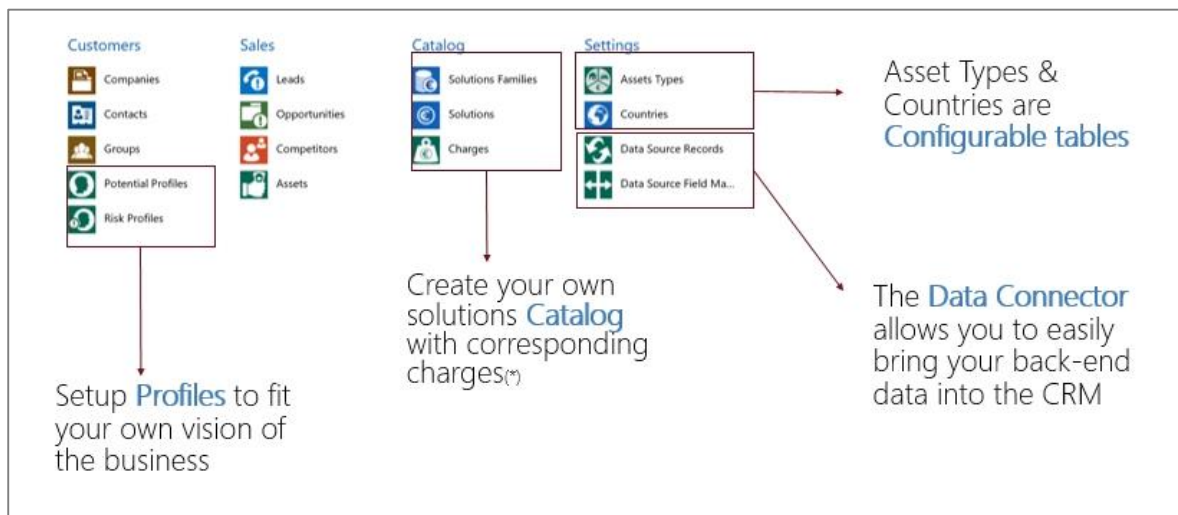 Customers
Companies
Contacts
Groups
Potential Profiles
Risk Profiles
Sales
Leads
Opportunities
Competitors
Assets
Catalog
Solutions Families
Solutions
Charges
Settings
Assets Types
Countries
Data Source Records
Data Source Field Ma...
Asset Types &
Countries are
Configurable tables
Setup Profiles to fit
your own vision of
the business
Create your own
solutions Catalog
with corresponding
charges(*)
The Data Connector
allows you to easily
bring your back-end
data into the CRM